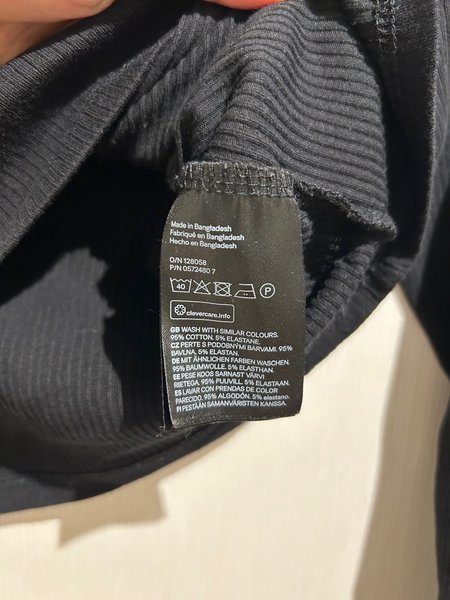 Made in Bangladesh
Fabriqué en Bangladesh
Hecho en Bangladesh
O/N 128058
P/N 0572480 7
40
P
clevercare.info
GB WASH WITH SIMILAR COLOURS.
95% COTTON. 5% ELASTANE.
CZ PERTE S PODOBNÝMI BARVAMI. 95%
BAVLNA. 5% ELASTAN.
DE MIT ÄHNLICHEN FARBEN WASCHEN.
95% BAUMWOLLE. 5% ELASTHAN.
EE PESE KOOS SARNAST VÄRVI
RIIETEGA. 95% PUUVILL. 5% ELASTAAN.
ES LAVAR CON PRENDAS DE COLOR
PARECIDO. 95% ALGODÓN. 5% elastano.
FI PESTÄÄN SAMANVÄRISTEN KANSSA.